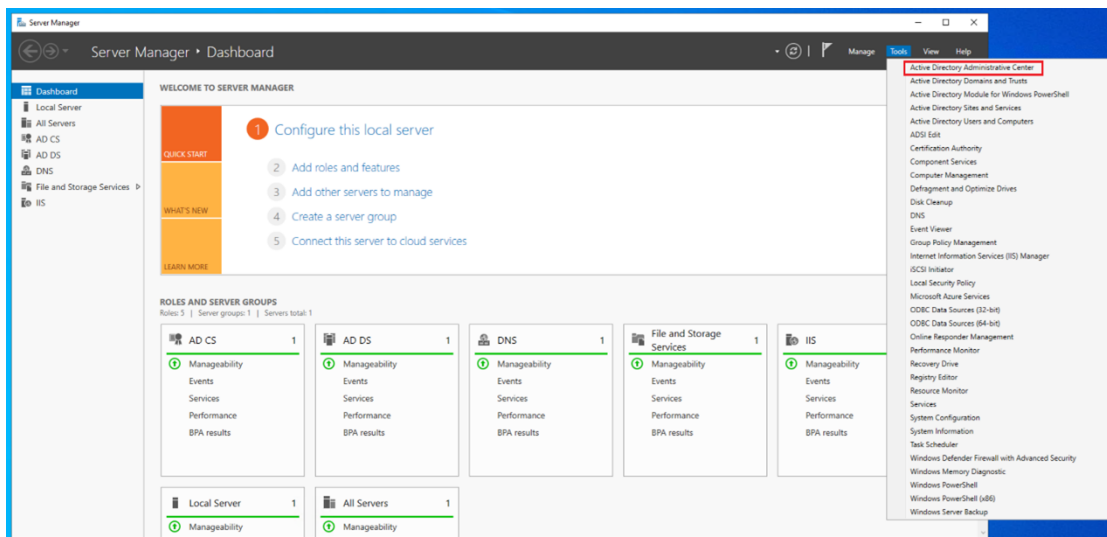 Server Manager
Server Manager ‣ Dashboard
Manage Tools View Help
Dashboard
Local Server
All Servers
AD CS
AD DS
DNS
File and Storage Services
IIS
WELCOME TO SERVER MANAGER
QUICK START
WHAT'S NEW
LEARN MORE
1 Configure this local server
2 Add roles and features
3 Add other servers to manage
4 Create a server group
5 Connect this server to cloud services
ROLES AND SERVER GROUPS
Roles: 5 | Server groups: 1 | Servers total: 1
AD CS 1
Manageability
Events
Services
Performance
BPA results
AD DS 1
Manageability
Events
Services
Performance
BPA results
DNS 1
Manageability
Events
Services
Performance
BPA results
File and Storage
Services 1
Manageability
Events
Services
Performance
BPA results
IIS
Manageability
Events
Services
Performance
BPA results
Local Server 1
Manageability
All Servers 1
Manageability
Active Directory Administrative Center
Active Directory Domains and Trusts
Active Directory Module for Windows PowerShell
Active Directory Sites and Services
Active Directory Users and Computers
ADSI Edit
Certification Authority
Component Services
Computer Management
Defragment and Optimize Drives
Disk Cleanup
DNS
Event Viewer
Group Policy Management
Internet Information Services (IIS) Manager
iSCSI Initiator
Local Security Policy
Microsoft Azure Services
ODBC Data Sources (32-bit)
ODBC Data Sources (64-bit)
Online Responder Management
Performance Monitor
Recovery Drive
Registry Editor
Resource Monitor
Services
System Configuration
System Information
Task Scheduler
Windows Defender Firewall with Advanced Security
Windows Memory Diagnostic
Windows PowerShell
Windows PowerShell (x86)
Windows Server Backup